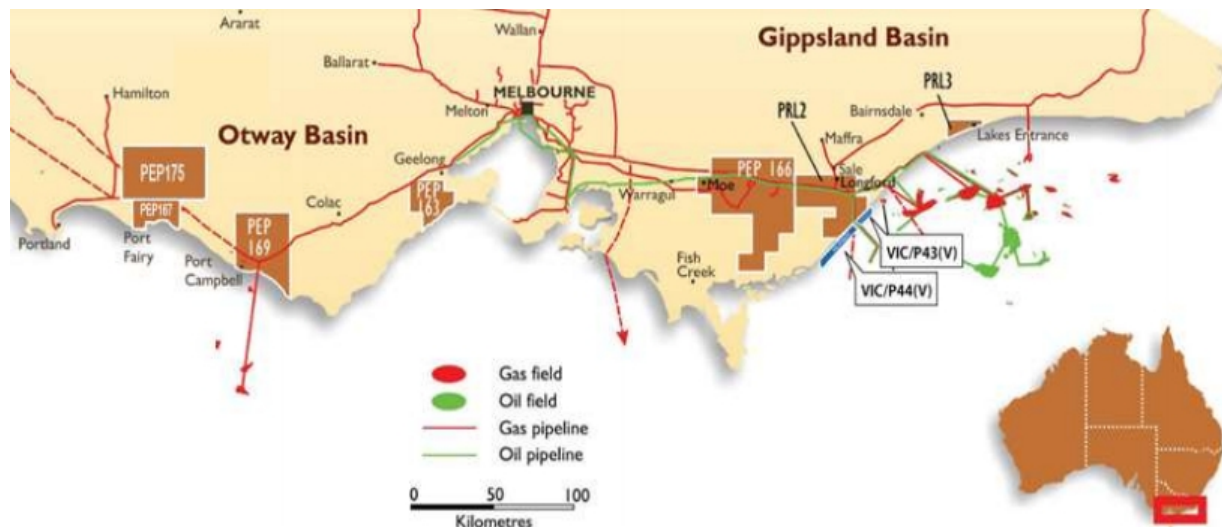 Ararat
Wallan
Gippsland Basin
Ballarat
PRL3
Hamilton
MELBOURNE
Melton
PRL2
Bairnsdale
Otway Basin
Maffra
Lakes Entrance
Geelong
PEP175
PEP 166
Sale
PEP
163
Moe
Longford
Warragul
PEP167
Colac
PEP
169
Portland
Port
Fairy
Port
Campbell
Fish
Creek
VIC/P43(V)
VIC/P44(V)
Gas field
Oil field
Gas pipeline
Oil pipeline
0 50 100
Kilometres